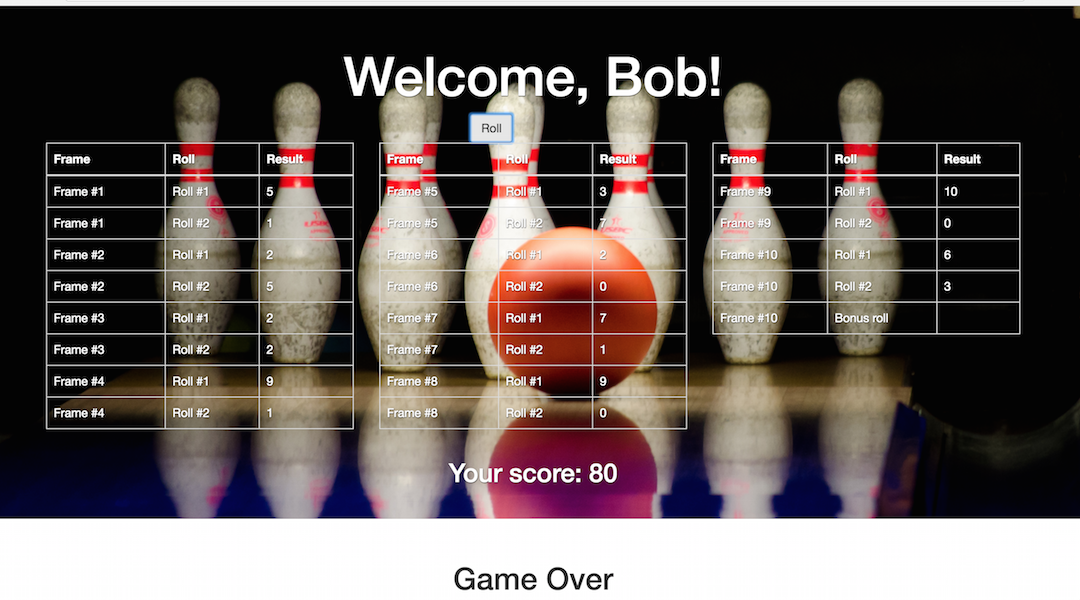 Welcome, Bob!
Roll
Frame Roll Result
Frame #1 Roll #1 5
Frame #1 Roll #2 1
Frame #2 Roll #1 2
Frame #2 Roll #2 5
Frame #3 Roll #1 2
Frame #3 Roll #2 2
Frame #4 Roll #1 9
Frame #4 Roll #2 1
Frame Roll Result
Frame #5 Roll #1 3
Frame #5 Roll #2 7
Frame #6 Roll #1 2
Frame #6 Roll #2 0
Frame #7 Roll #1 7
Frame #7 Roll #2 1
Frame #8 Roll #1 9
Frame #8 Roll #2 0
Frame Roll Result
Frame #9 Roll #1 10
Frame #9 Roll #2 0
Frame #10 Roll #1 6
Frame #10 Roll #2 3
Frame #10 Bonus roll
Your score: 80
Game Over